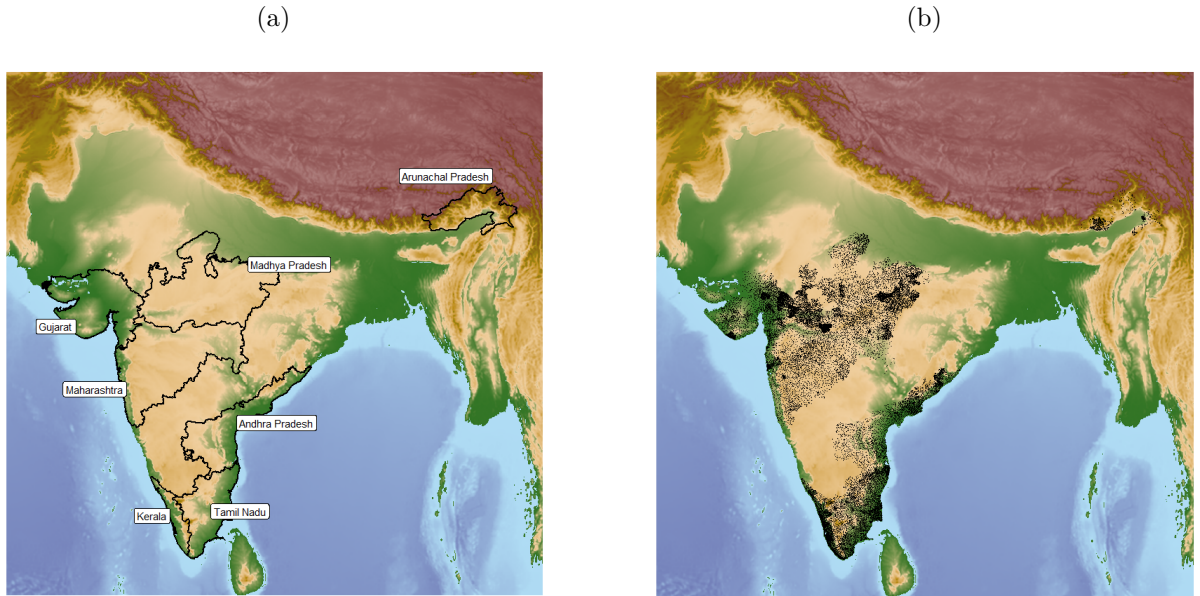 (a)
(b)
Arunachal Pradesh
Madhya Pradesh
Gujarat
Maharashtra
Andhra Pradesh
Kerala
Tamil Nadu